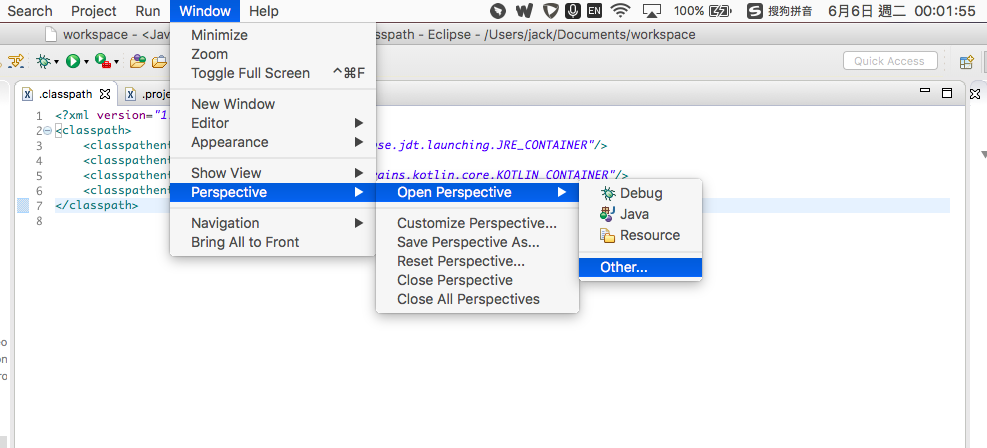 Search Project Run Window Help EN 100% 搜狗拼音 6月6日 週二 00:01:55
workspace - <Jav sspath - Eclipse - /Users/jack/Documents/workspace
Quick Access
.classpath .proje
Minimize
Zoom
Toggle Full Screen ^⌘F
New Window
Editor
Appearance
Show View
Perspective
Navigation
Bring All to Front
Open Perspective
Customize Perspective...
Save Perspective As...
Reset Perspective...
Close Perspective
Close All Perspectives
Debug
Java
Resource
Other...
1 <?xml version="1.
2 <classpath>
3 <classpathent se.jdt.launching.JRE_CONTAINER"/>
4 <classpathent
5 <classpathent ains.kotlin.core.KOTLIN_CONTAINER"/>
6 <classpathent
7 </classpath>
8